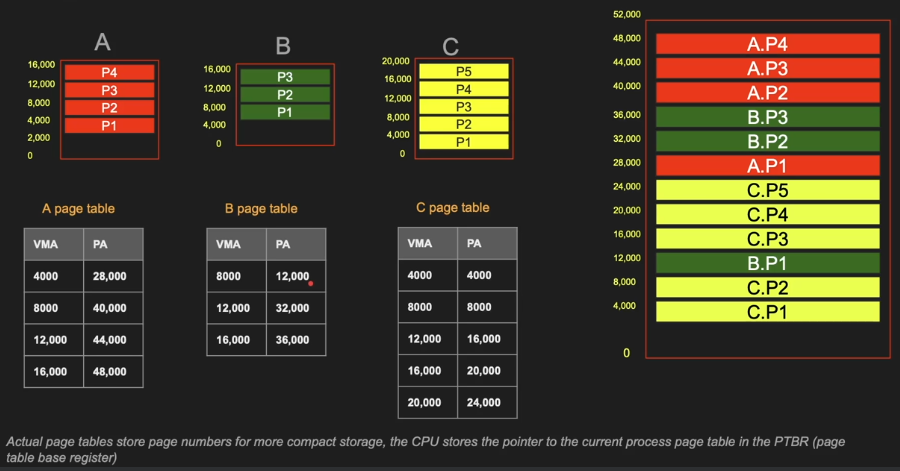 A
B
C
16,000
12,000
8,000
4,000
2,000
0
P4
P3
P2
P1
16,000
12,000
8,000
4,000
0
P3
P2
P1
20,000
16,000
12,000
8,000
4,000
0
P5
P4
P3
P2
P1
52,000
48,000
44,000
40,000
36,000
32,000
28,000
24,000
20,000
16,000
12,000
8,000
4,000
0
A.P4
A.P3
A.P2
B.P3
B.P2
A.P1
C.P5
C.P4
C.P3
B.P1
C.P2
C.P1
A page table
VMA PA
4000 28,000
8000 40,000
12,000 44,000
16,000 48,000
B page table
VMA PA
8000 12,000
12,000 32,000
16,000 36,000
C page table
VMA PA
4000 4000
8000 8000
12,000 16,000
16,000 20,000
20,000 24,000
Actual page tables store page numbers for more compact storage, the CPU stores the pointer to the current process page table in the PTBR (page
table base register)